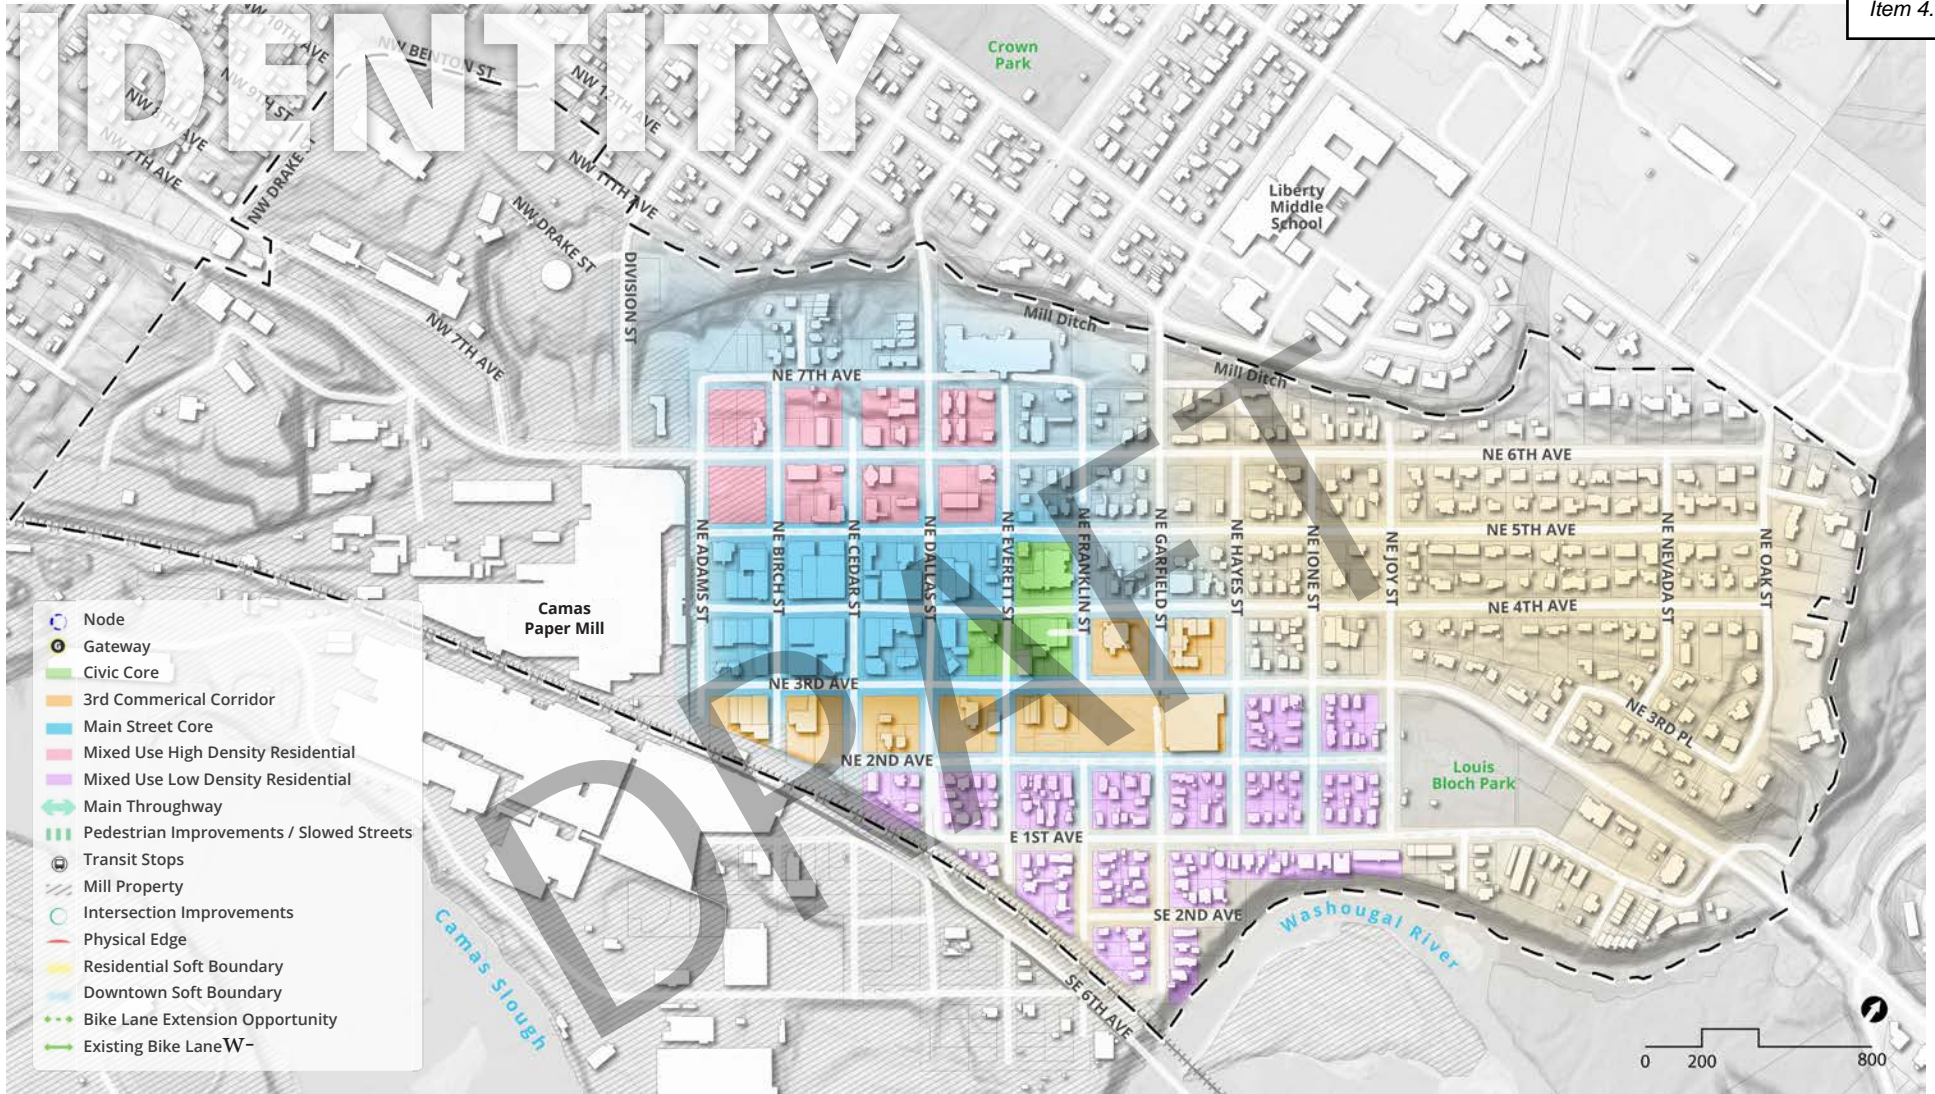 Item 4.
IDENTITY
NW 10TH AVE
NW BENTON ST
NW 9TH ST
NW 8TH AVE
NW 7TH AVE
NW DRAKE ST
NW 12TH AVE
NW 11TH AVE
NW DRAKE ST
NW 7TH AVE
DIVISION ST
Crown
Park
Liberty
Middle
School
Mill Ditch
Mill Ditch
NE 7TH AVE
NE 6TH AVE
NE 5TH AVE
NE 4TH AVE
NE ADAMS ST
NE BIRCH ST
NE CEDAR ST
NE DALLAS ST
NE EVERETT ST
NE FRANKLIN ST
NE GARFIELD ST
NE HAYES ST
NE IONE ST
NE JOY ST
NE NEVADA ST
NE OAK ST
Camas
Paper Mill
NE 3RD AVE
NE 3RD PL
NE 2ND AVE
Louis
Bloch Park
E 1ST AVE
SE 2ND AVE
SE 6TH AVE
Washougal River
Camas Slough
DRAFT
Node
G Gateway
Civic Core
3rd Commerical Corridor
Main Street Core
Mixed Use High Density Residential
Mixed Use Low Density Residential
Main Throughway
Pedestrian Improvements / Slowed Streets
Transit Stops
Mill Property
Intersection Improvements
Physical Edge
Residential Soft Boundary
Downtown Soft Boundary
Bike Lane Extension Opportunity
Existing Bike LaneW-
0 200 800